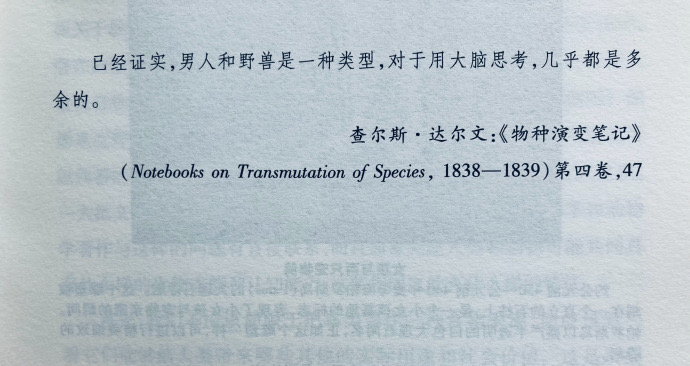 已经证实,男人和野兽是一种类型,对于用大脑思考,几乎都是多
余的。
查尔斯·达尔文:《物种演变笔记》
(Notebooks on Transmutation of Species, 1838—1839)第四卷,47